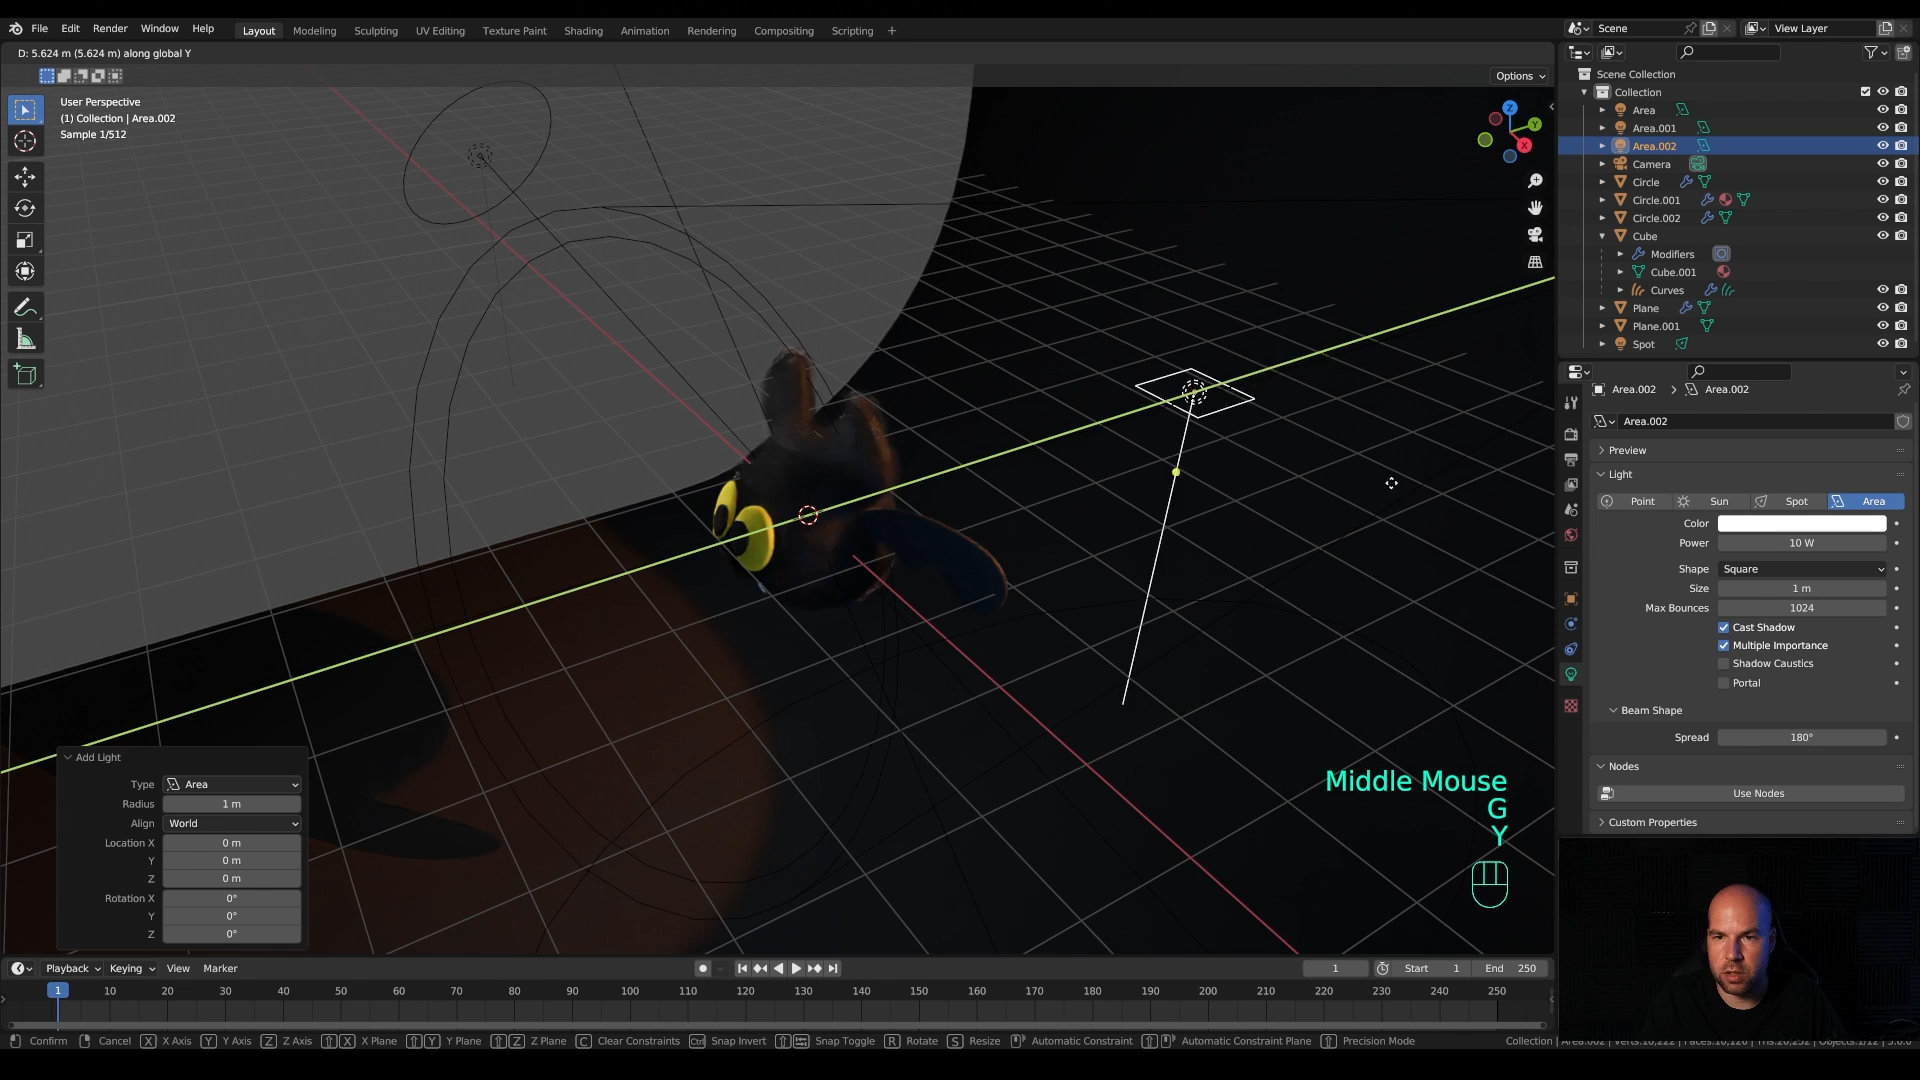 File Edit Render Window Help
Layout Modeling Sculpting UV Editing Texture Paint Shading Animation Rendering Compositing Scripting +
Scene
View Layer
D: 5.624 m (5.624 m) along global Y
Options
User Perspective
(1) Collection | Area.002
Sample 1/512
Z
Y
X
Scene Collection
Collection
Area
Area.001
Area.002
Camera
Circle
Circle.001
Circle.002
Cube
Modifiers
Cube.001
Curves
Plane
Plane.001
Spot
Area.002 > Area.002
Area.002
Preview
Light
Point Sun Spot Area
Color
Power 10 W
Shape Square
Size 1 m
Max Bounces 1024
Cast Shadow
Multiple Importance
Shadow Caustics
Portal
Beam Shape
Spread 180°
Nodes
Use Nodes
Custom Properties
Add Light
Type Area
Radius 1 m
Align World
Location X 0 m
Y 0 m
Z 0 m
Rotation X 0°
Y 0°
Z 0°
Middle Mouse
G
Y
Playback Keying View Marker
1 Start 1 End 250
1 10 20 30 40 50 60 70 80 90 100 110 120 130 140 150 160 170 180 190 200 210 220 230 240 250
Confirm Cancel X X Axis Y Y Axis Z Z Axis X X Plane Y Y Plane Z Z Plane C Clear Constraints Ctrl Snap Invert Snap Toggle R Rotate S Resize Automatic Constraint Automatic Constraint Plane Precision Mode